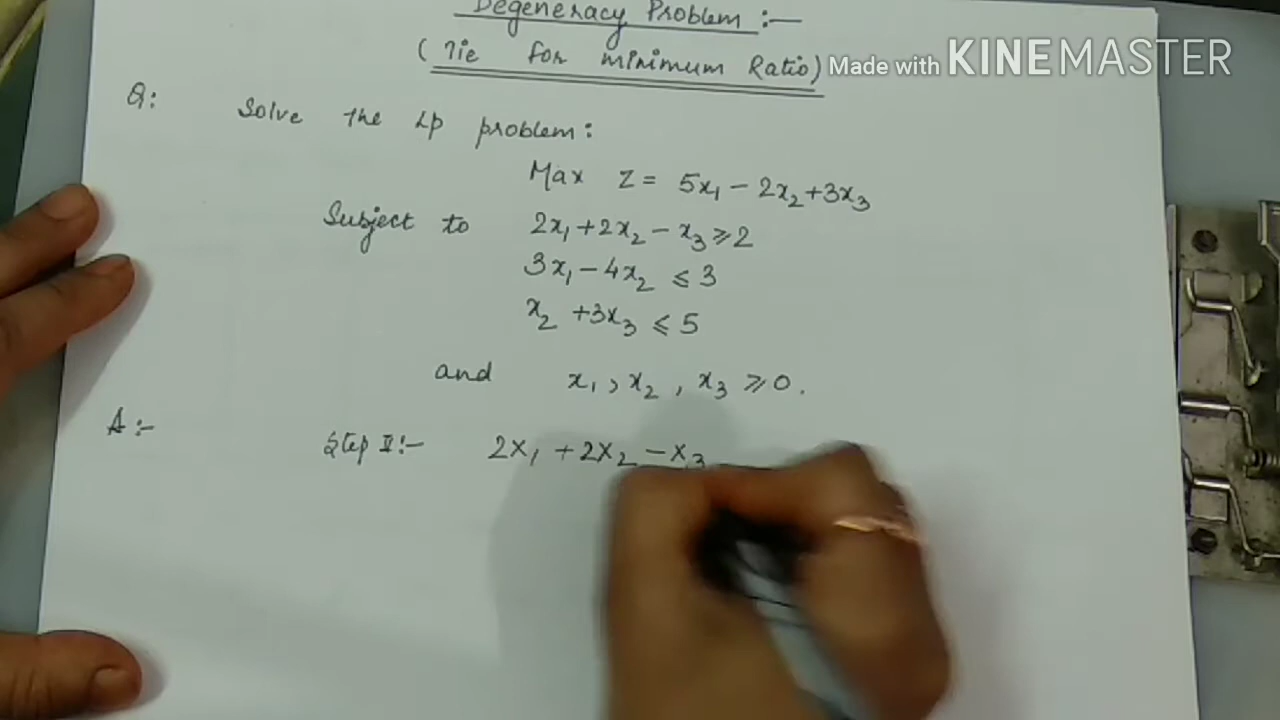 Degeneracy Problem :—
(Tie for minimum Ratio)
Made with KINEMASTER
Q: Solve the Lp problem:
Max Z = 5x₁ - 2x₂ + 3x₃
Subject to 2x₁ + 2x₂ - x₃ ⩾ 2
3x₁ - 4x₂ ⩽ 3
x₂ + 3x₃ ⩽ 5
and x₁, x₂, x₃ ⩾ 0.
A:- Step I:- 2x₁ + 2x₂ - x₃